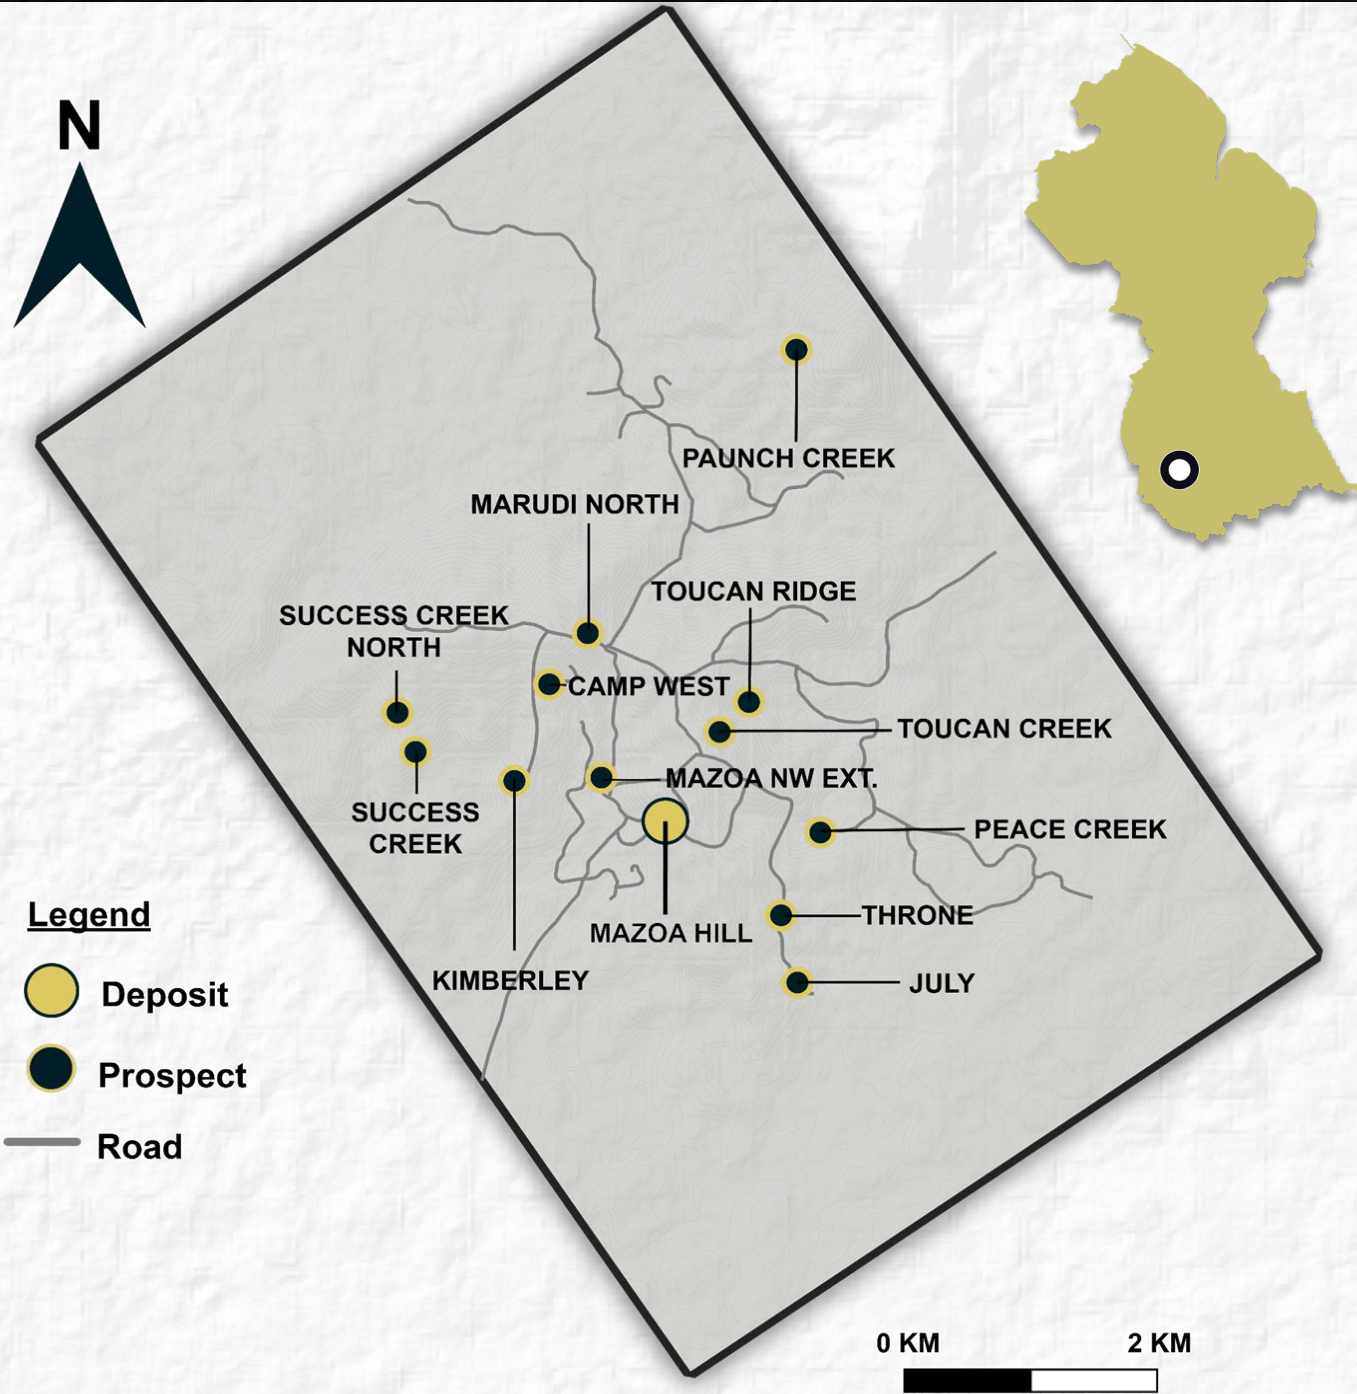 N
PAUNCH CREEK
MARUDI NORTH
TOUCAN RIDGE
SUCCESS CREEK
NORTH
CAMP WEST
TOUCAN CREEK
MAZOA NW EXT.
SUCCESS
CREEK
PEACE CREEK
THRONE
MAZOA HILL
KIMBERLEY
JULY
Legend
Deposit
Prospect
Road
0 KM
2 KM